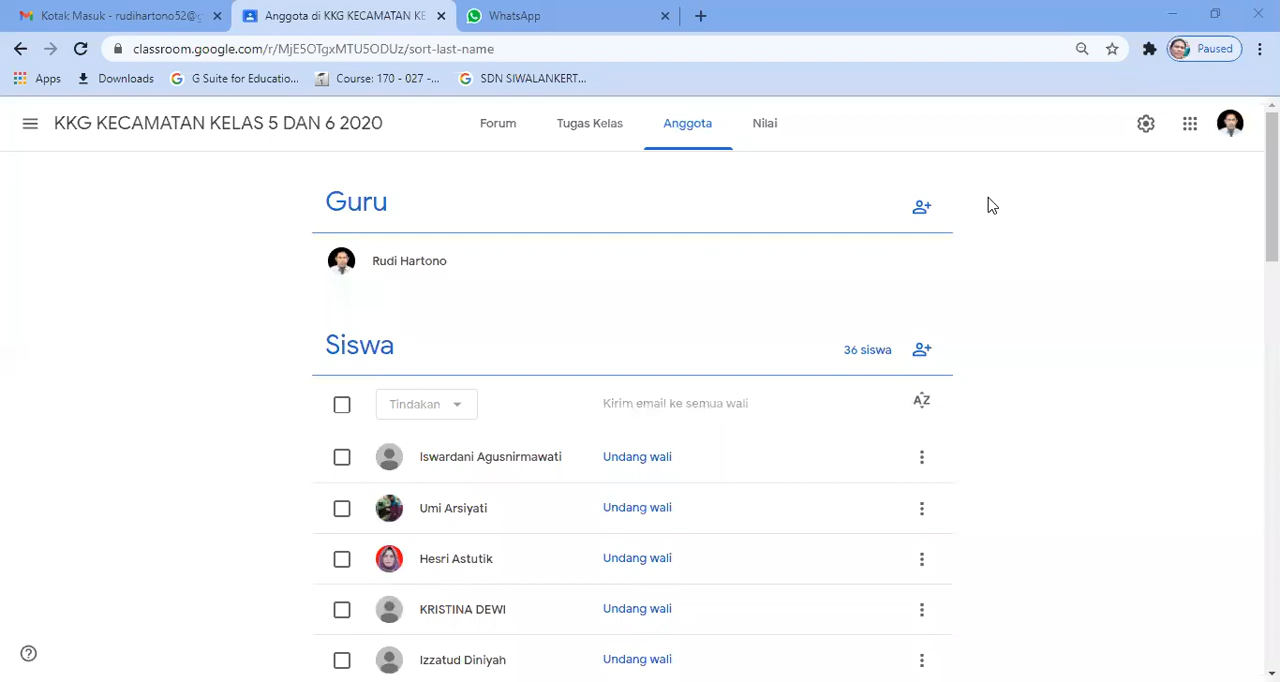 Kotak Masuk - rudihartono52@g
Anggota di KKG KECAMATAN KE
WhatsApp
classroom.google.com/r/MjE5OTgxMTU5ODUz/sort-last-name
Paused
Apps
Downloads
G Suite for Educatio...
Course: 170 - 027 -...
SDN SIWALANKERT...
KKG KECAMATAN KELAS 5 DAN 6 2020
Forum
Tugas Kelas
Anggota
Nilai
Guru
Rudi Hartono
Siswa
36 siswa
Tindakan
Kirim email ke semua wali
AZ
Iswardani Agusnirmawati
Undang wali
Umi Arsiyati
Undang wali
Hesri Astutik
Undang wali
KRISTINA DEWI
Undang wali
Izzatud Diniyah
Undang wali